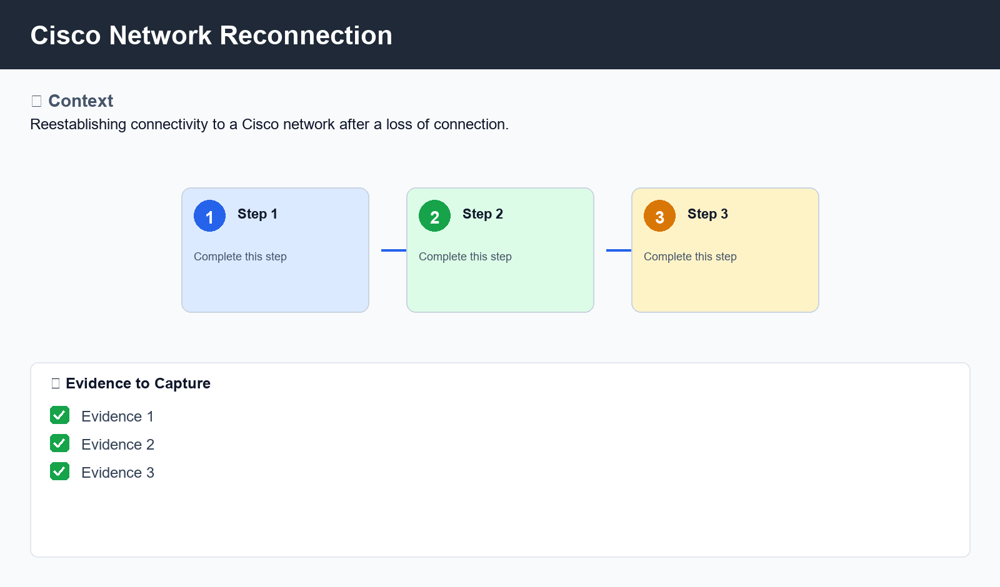 Cisco Network Reconnection
Context
Reestablishing connectivity to a Cisco network after a loss of connection.
1 Step 1
Complete this step
2 Step 2
Complete this step
3 Step 3
Complete this step
Evidence to Capture
Evidence 1
Evidence 2
Evidence 3